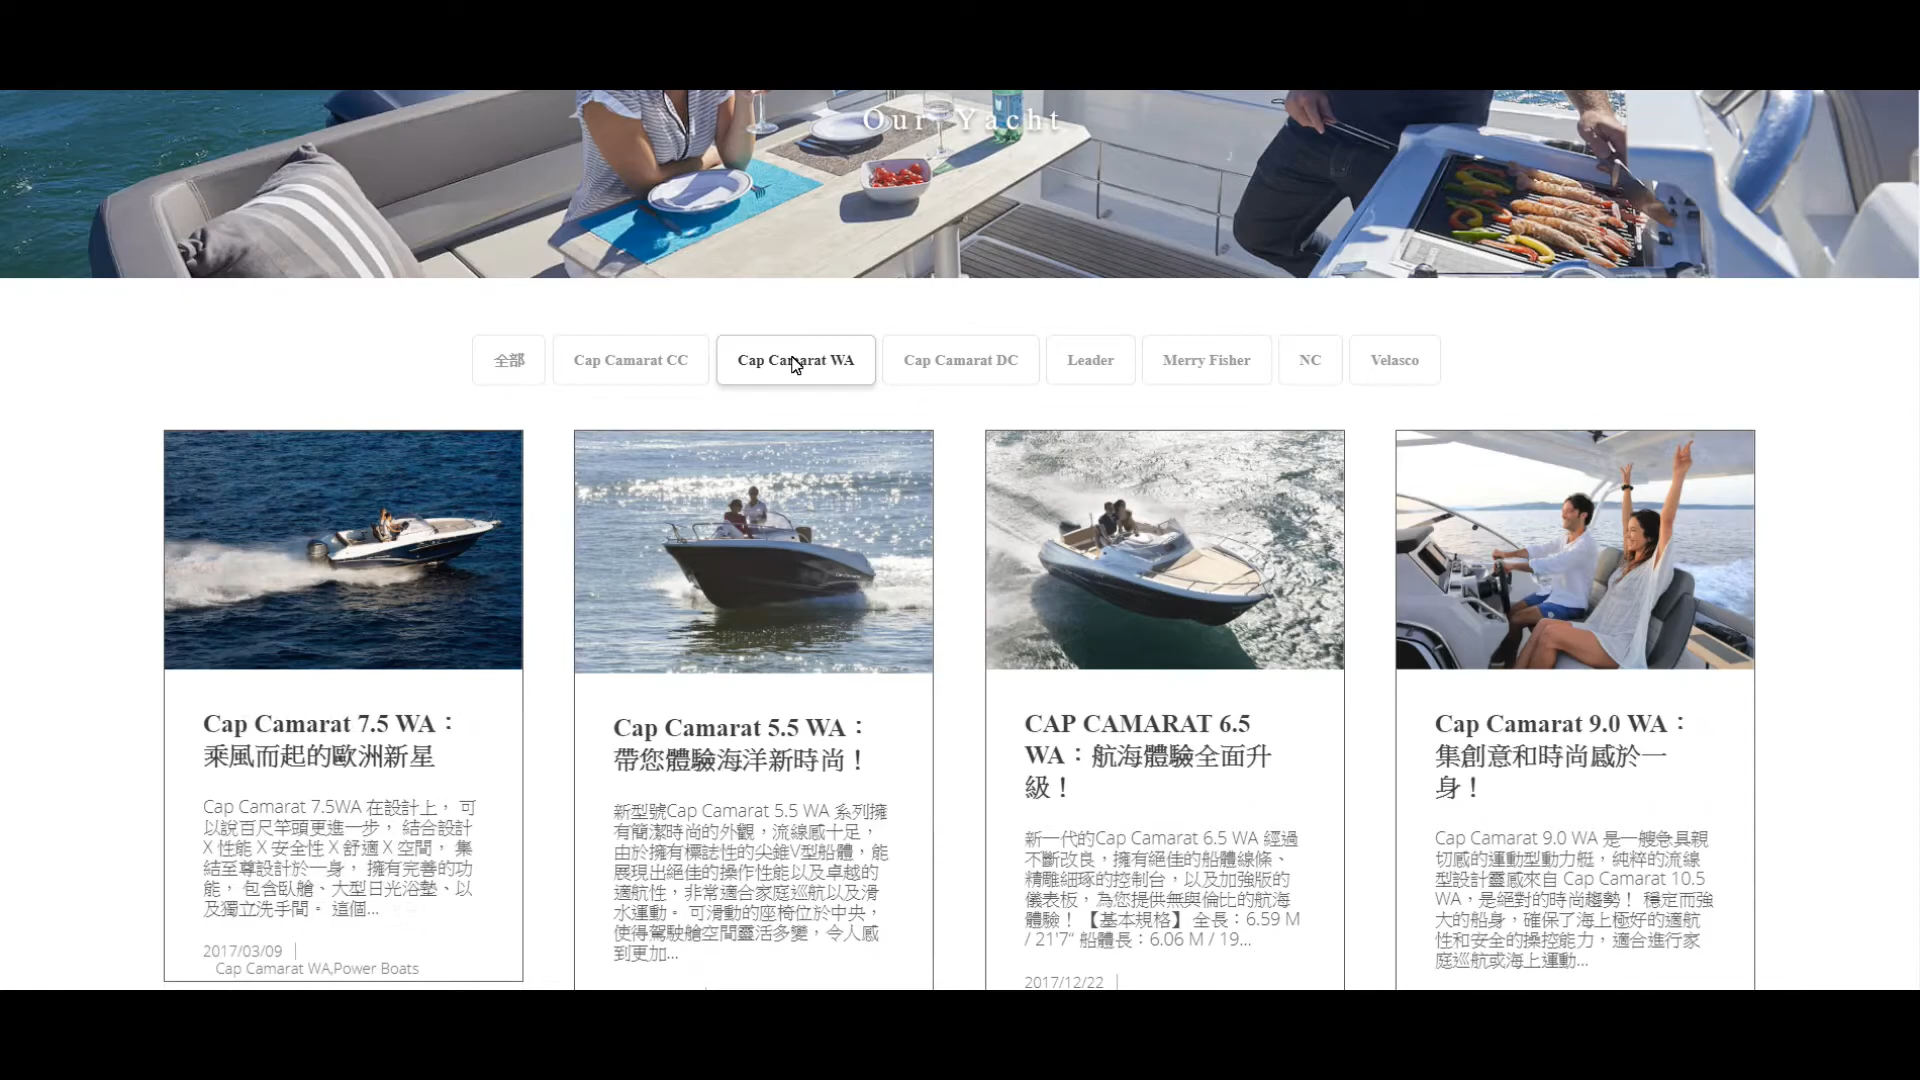 Our Yacht
全部
Cap Camarat CC
Cap Camarat WA
Cap Camarat DC
Leader
Merry Fisher
NC
Velasco
Cap Camarat 7.5 WA：
乘風而起的歐洲新星
Cap Camarat 7.5WA 在設計上， 可
以說百尺竿頭更進一步， 結合設計
X 性能 X 安全性 X 舒適 X 空間， 集
結至尊設計於一身， 擁有完善的功
能， 包含臥艙、大型日光浴墊、以
及獨立洗手間。 這個...
2017/03/09 |
Cap Camarat WA,Power Boats
Cap Camarat 5.5 WA：
帶您體驗海洋新時尚！
新型號Cap Camarat 5.5 WA 系列擁
有簡潔時尚的外觀，流線感十足，
由於擁有標誌性的尖錐V型船體，能
展現出絕佳的操作性能以及卓越的
適航性，非常適合家庭巡航以及滑
水運動。 可滑動的座椅位於中央，
使得駕駛艙空間靈活多變，令人感
到更加...
CAP CAMARAT 6.5
WA：航海體驗全面升
級！
新一代的Cap Camarat 6.5 WA 經過
不斷改良，擁有絕佳的船體線條、
精雕細琢的控制台，以及加強版的
儀表板，為您提供無與倫比的航海
體驗！ 【基本規格】 全長：6.59 M
/ 21'7" 船體長：6.06 M / 19...
2017/12/22 |
Cap Camarat 9.0 WA：
集創意和時尚感於一
身！
Cap Camarat 9.0 WA 是一艘急具親
切感的運動型動力艇，純粹的流線
型設計靈感來自 Cap Camarat 10.5
WA，是絕對的時尚趨勢！ 穩定而強
大的船身，確保了海上極好的適航
性和安全的操控能力，適合進行家
庭巡航或海上運動...